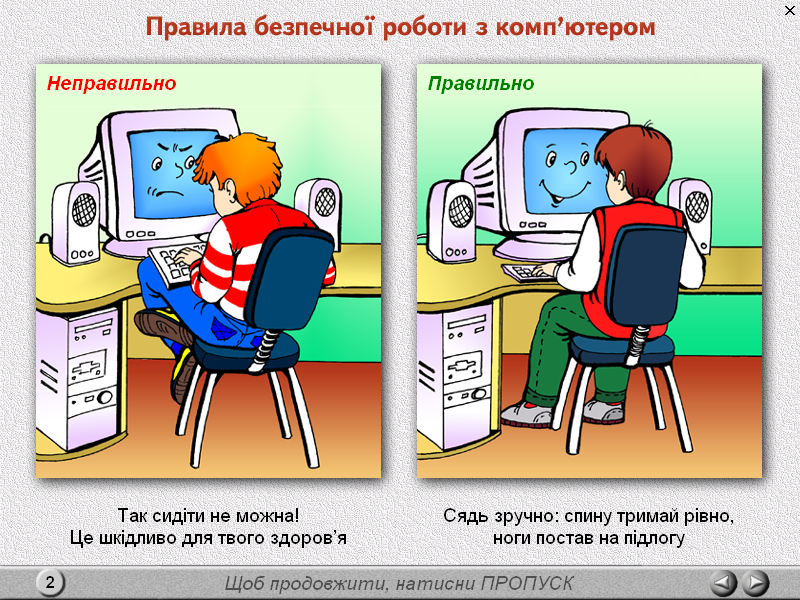 Правила безпечної роботи з комп’ютером
Неправильно
Правильно
Так сидіти не можна!
Це шкідливо для твого здоров’я
Сядь зручно: спину тримай рівно,
ноги постав на підлогу
2
Щоб продовжити, натисни ПРОПУСК